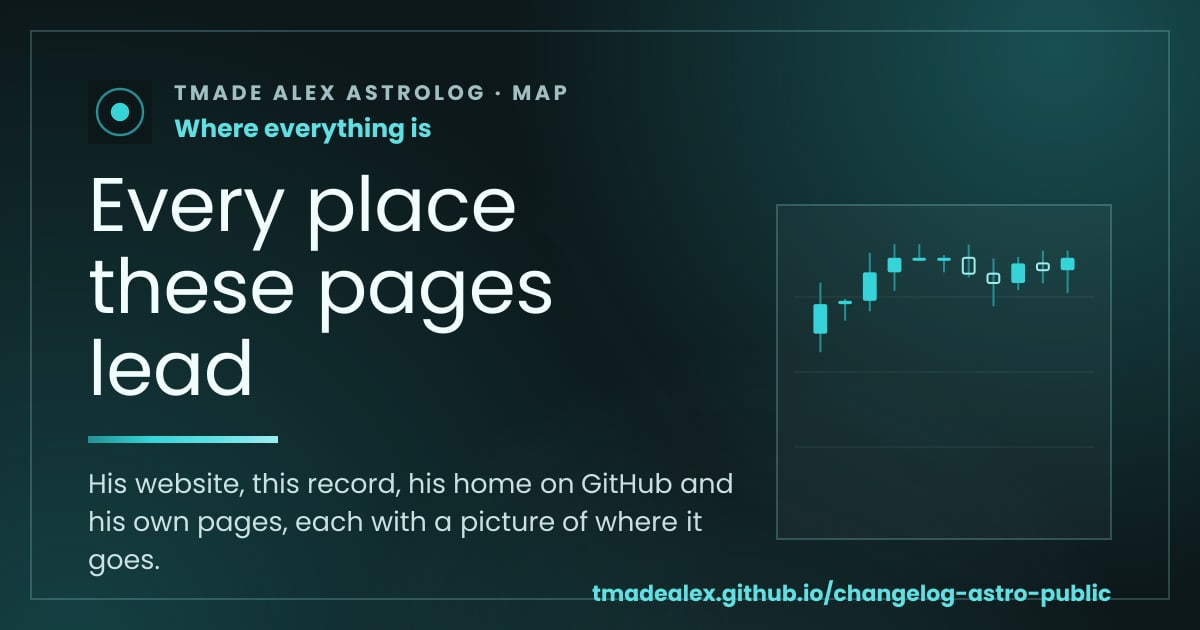 TMADE ALEX ASTROLOG · MAP
Where everything is
Every place
these pages
lead
His website, this record, his home on GitHub and
his own pages, each with a picture of where it
goes.
tmadealex.github.io/changelog-astro-public